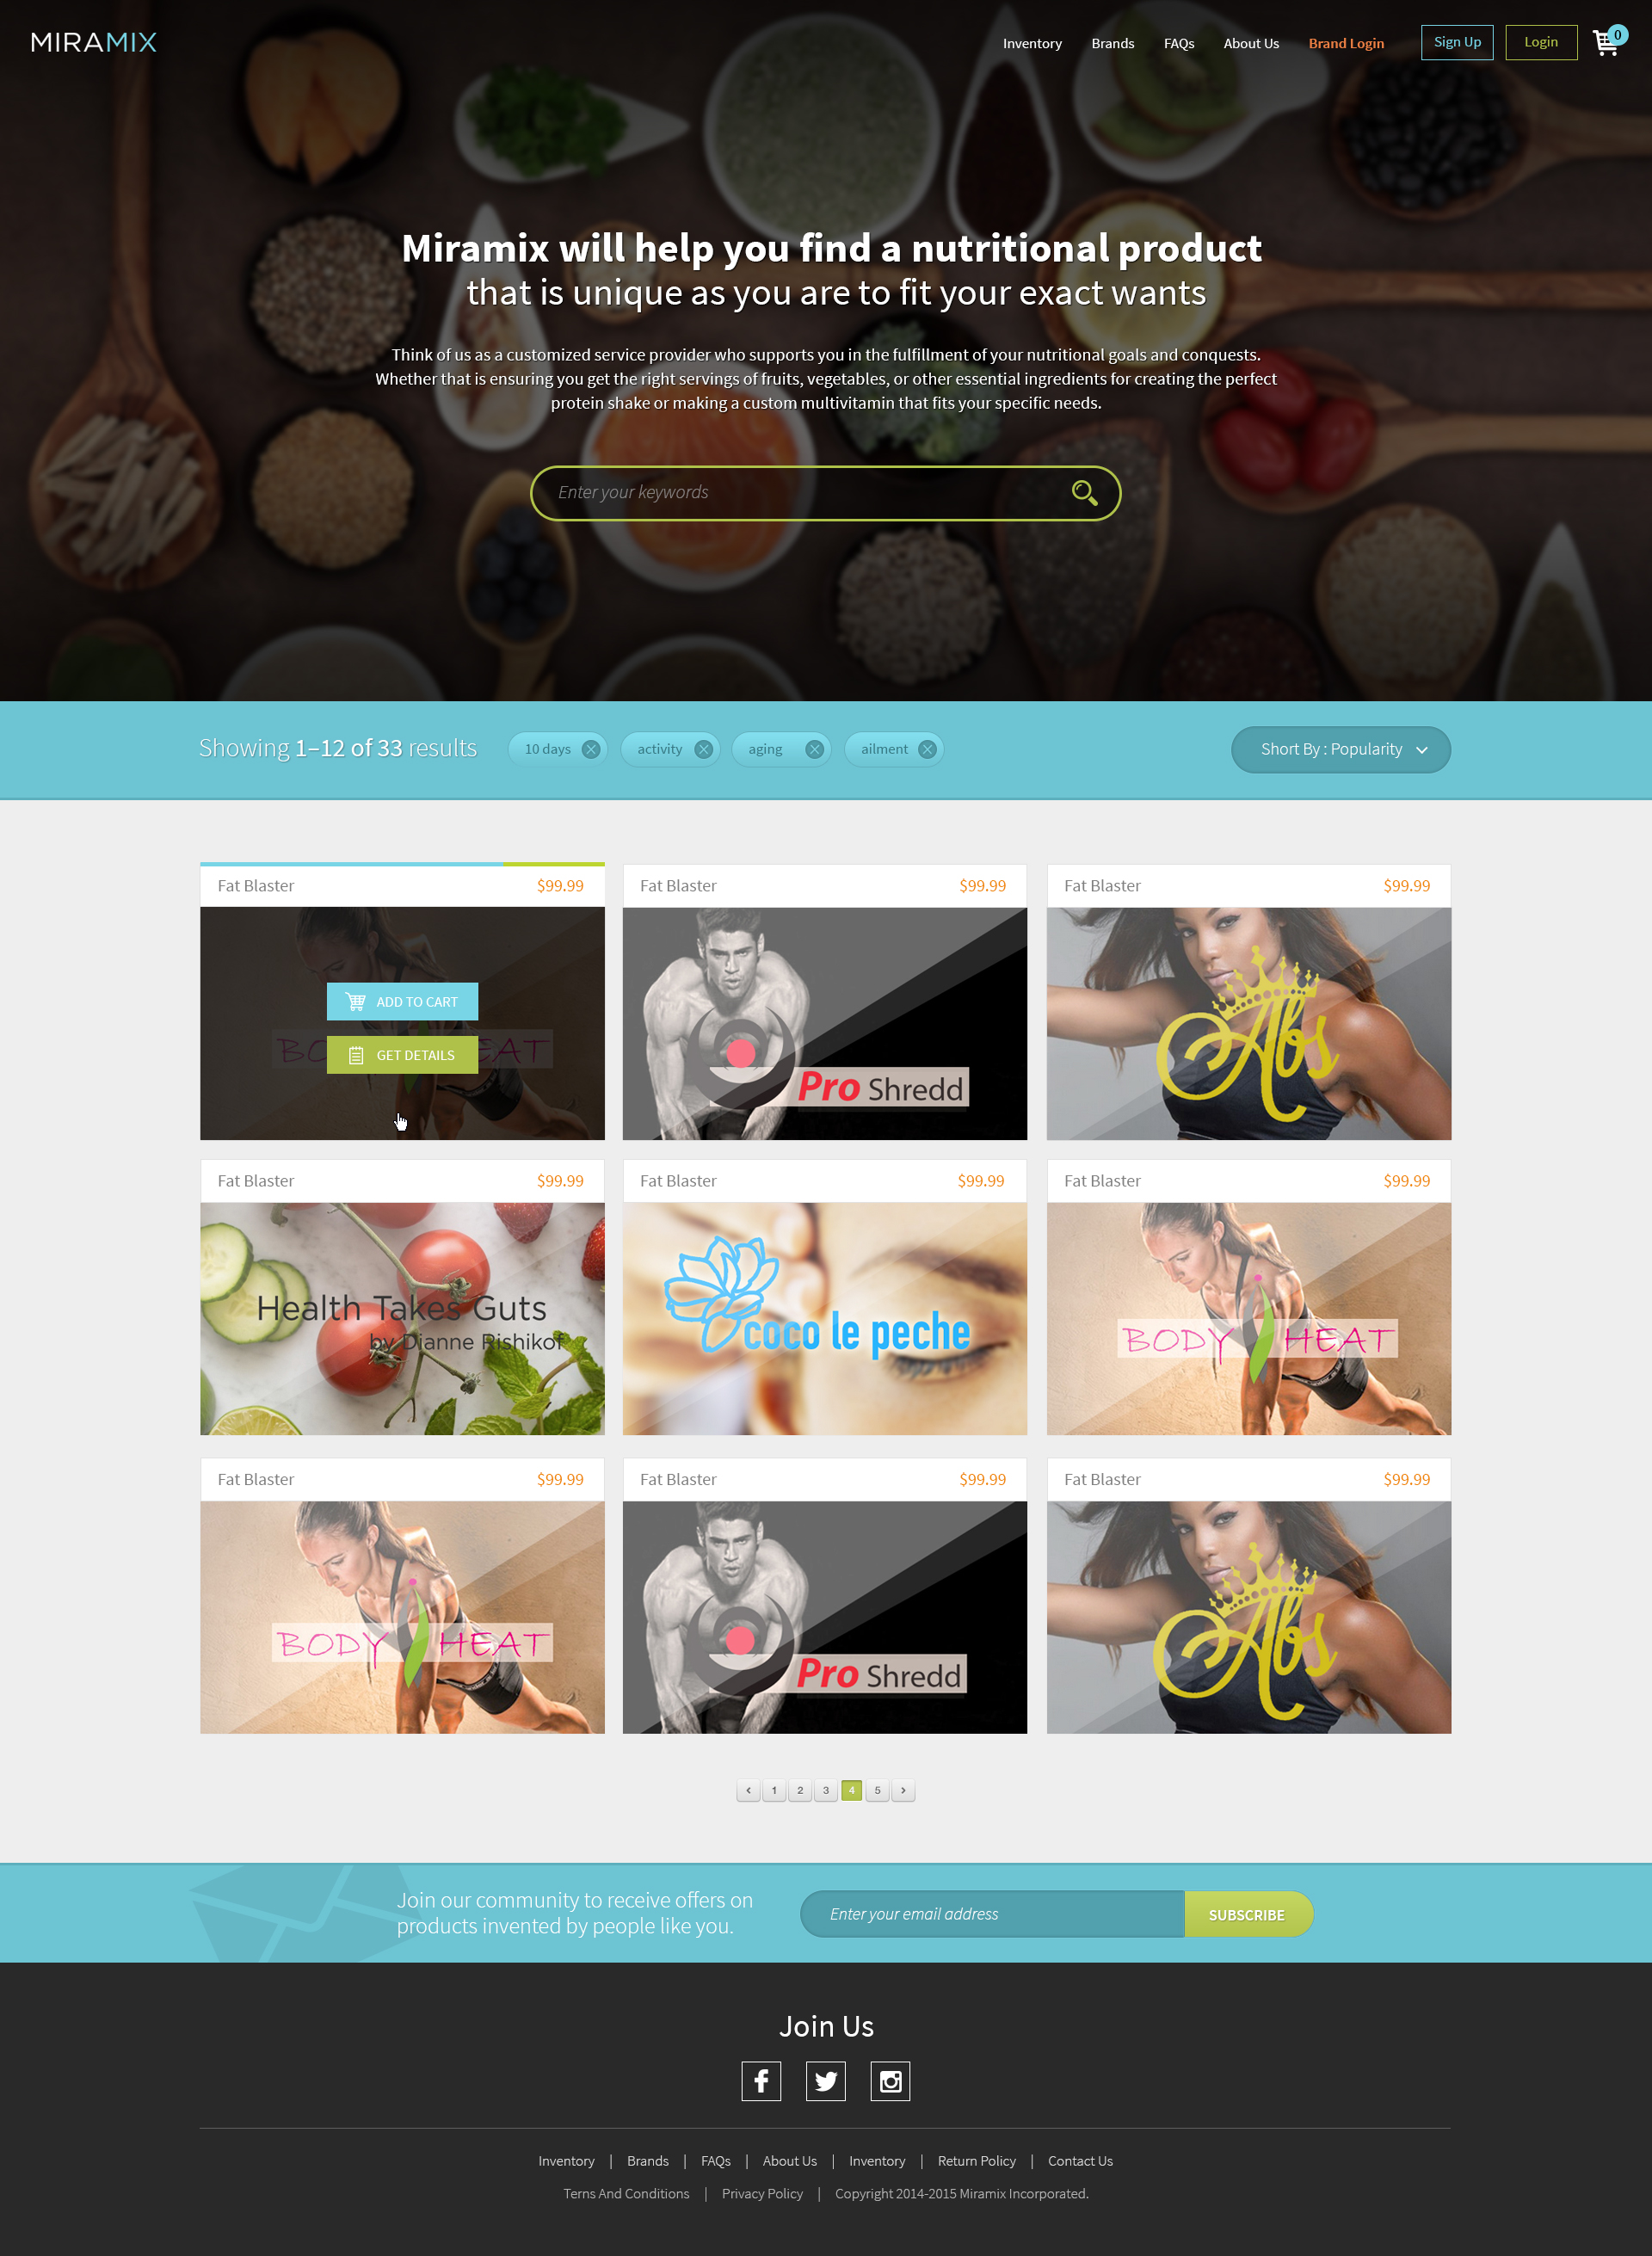 MIRAMIX
Inventory Brands FAQs About Us Brand Login Sign Up Login 0
Miramix will help you find a nutritional product
that is unique as you are to fit your exact wants
Think of us as a customized service provider who supports you in the fulfillment of your nutritional goals and conquests.
Whether that is ensuring you get the right servings of fruits, vegetables, or other essential ingredients for creating the perfect
protein shake or making a custom multivitamin that fits your specific needs.
Enter your keywords
Showing 1–12 of 33 results 10 days activity aging ailment Short By : Popularity
Fat Blaster $99.99
ADD TO CART
GET DETAILS
BODY HEAT
Fat Blaster $99.99
Pro Shredd
Fat Blaster $99.99
Abs
Fat Blaster $99.99
Health Takes Guts
by Dianne Rishikof
Fat Blaster $99.99
coco le peche
Fat Blaster $99.99
BODY HEAT
Fat Blaster $99.99
BODY HEAT
Fat Blaster $99.99
Pro Shredd
Fat Blaster $99.99
Abs
‹ 1 2 3 4 5 ›
Join our community to receive offers on
products invented by people like you.
Enter your email address SUBSCRIBE
Join Us
Inventory | Brands | FAQs | About Us | Inventory | Return Policy | Contact Us
Terns And Conditions | Privacy Policy | Copyright 2014-2015 Miramix Incorporated.